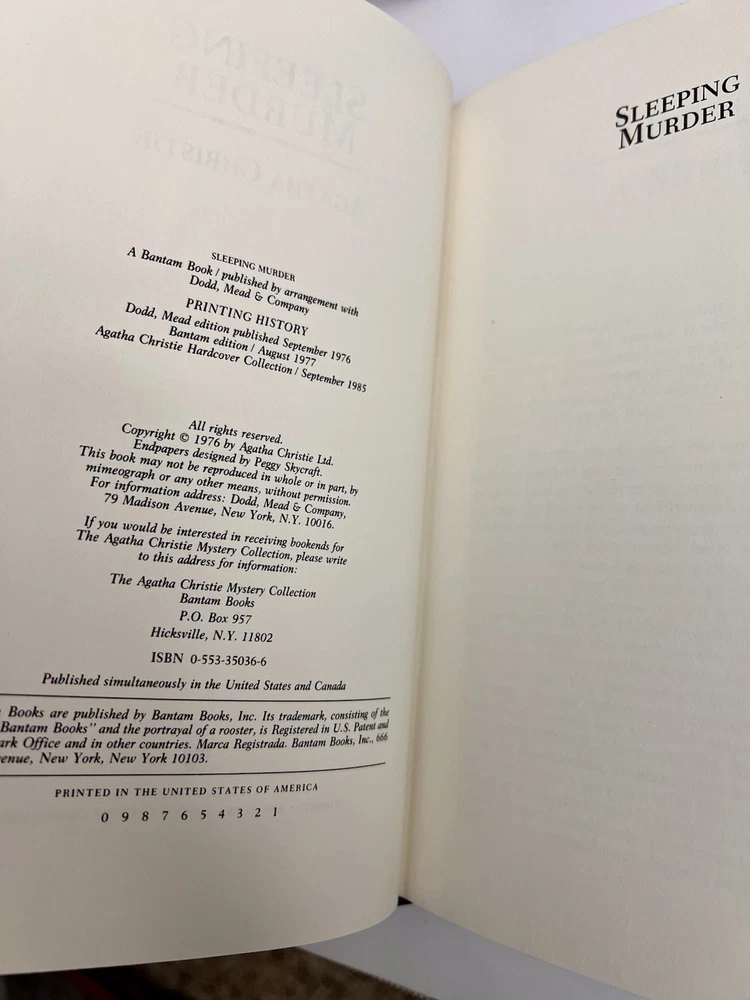 SLEEPING MURDER
A Bantam Book / published by arrangement with
Dodd, Mead & Company
PRINTING HISTORY
Dodd, Mead edition published September 1976
Bantam edition / August 1977
Agatha Christie Hardcover Collection / September 1985
All rights reserved.
Copyright © 1976 by Agatha Christie Ltd.
Endpapers designed by Peggy Skycraft.
This book may not be reproduced in whole or in part, by
mimeograph or any other means, without permission.
For information address: Dodd, Mead & Company,
79 Madison Avenue, New York, N.Y. 10016.
If you would be interested in receiving bookends for
The Agatha Christie Mystery Collection, please write
to this address for information:
The Agatha Christie Mystery Collection
Bantam Books
P.O. Box 957
Hicksville, N.Y. 11802
ISBN 0-553-35036-6
Published simultaneously in the United States and Canada
Books are published by Bantam Books, Inc. Its trademark, consisting of the
Bantam Books" and the portrayal of a rooster, is Registered in U.S. Patent and
ark Office and in other countries. Marca Registrada. Bantam Books, Inc., 666
enue, New York, New York 10103.
PRINTED IN THE UNITED STATES OF AMERICA
0 9 8 7 6 5 4 3 2 1
SLEEPING
MURDER